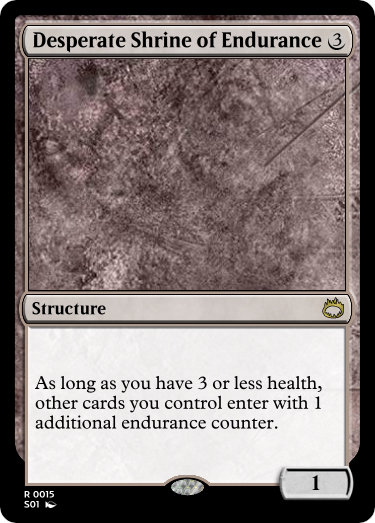 Desperate Shrine of Endurance 3
Structure
As long as you have 3 or less health,
other cards you control enter with 1
additional endurance counter.
1
R 0015
S01